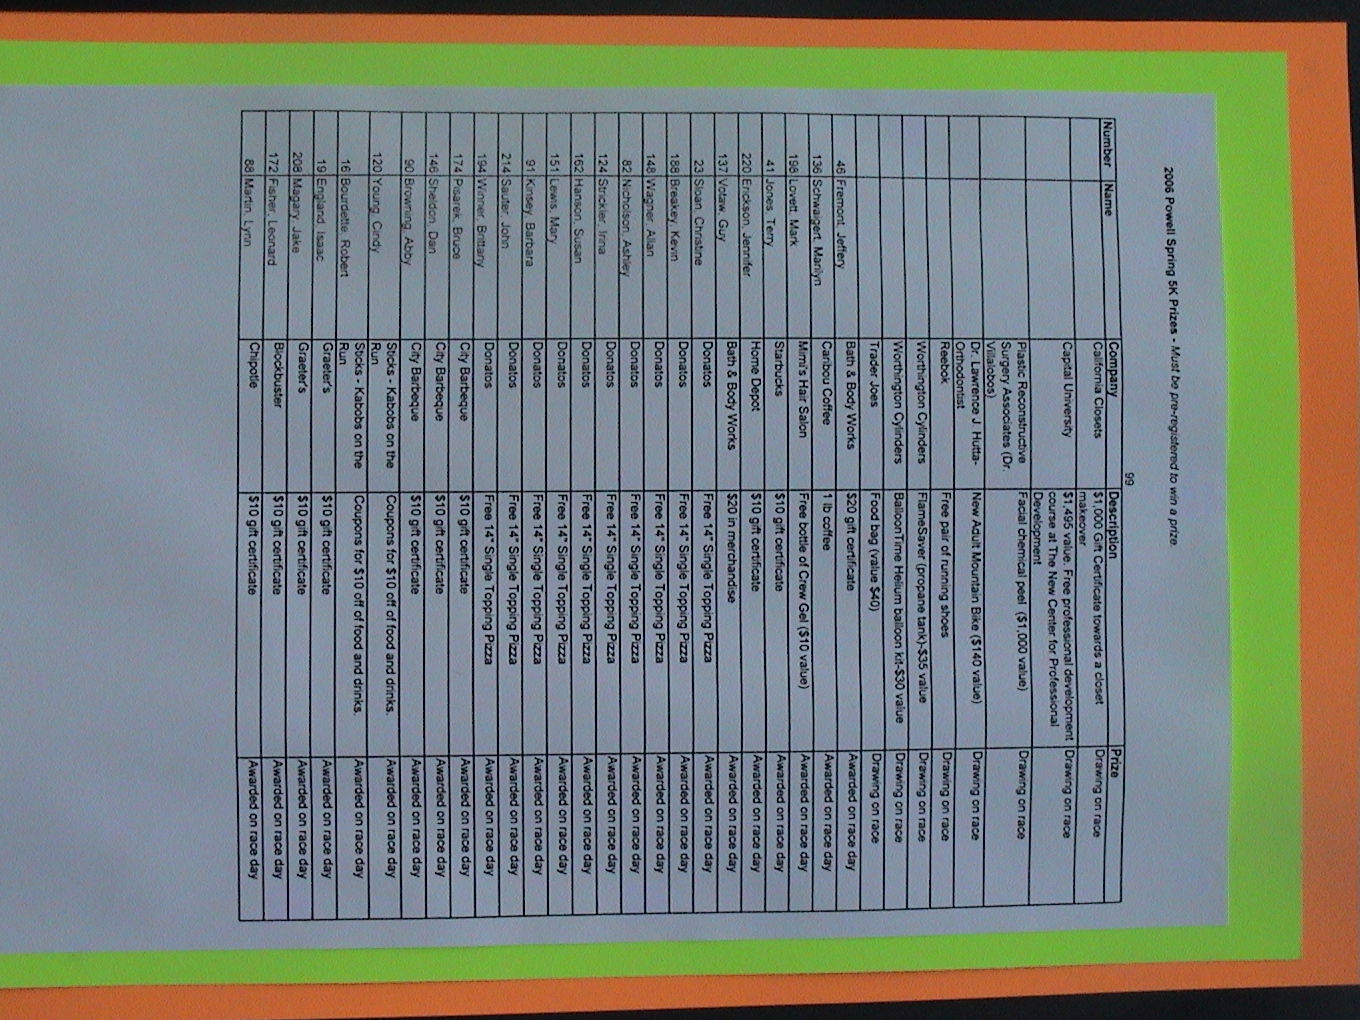 2006 Powell Spring 5K Prizes - Must be pre-registered to win a prize.
99
Number Name Company Description Prize
California Closets $1,000 Gift Certificate towards a closet makeover Drawing on race
Capital University $1,495 value. Free professional development course at The New Center for Professional Development Drawing on race
Plastic Reconstructive Surgery Associates (Dr. Villalobos) Facial chemical peel ($1,000 value) Drawing on race
Dr. Lawrence J. Hutta- Orthodontist New Adult Mountain Bike ($140 value) Drawing on race
Reebok Free pair of running shoes Drawing on race
Worthington Cylinders FlameSaver (propane tank)-$35 value Drawing on race
Worthington Cylinders BalloonTime Helium balloon kit-$30 value Drawing on race
Trader Joes Food bag (value $40) Drawing on race
46 Fremont, Jeffery Bath & Body Works $20 gift certificate Awarded on race day
136 Schwaigert, Marilyn Caribou Coffee 1 lb coffee Awarded on race day
198 Lovett, Mark Mimi's Hair Salon Free bottle of Crew Gel ($10 value) Awarded on race day
41 Jones, Terry Starbucks $10 gift certificate Awarded on race day
220 Erickson, Jennifer Home Depot $10 gift certificate Awarded on race day
137 Votaw, Guy Bath & Body Works $20 in merchandise Awarded on race day
23 Sloan, Christine Donatos Free 14" Single Topping Pizza Awarded on race day
188 Breakey, Kevin Donatos Free 14" Single Topping Pizza Awarded on race day
148 Wagner, Allan Donatos Free 14" Single Topping Pizza Awarded on race day
82 Nicholson, Ashley Donatos Free 14" Single Topping Pizza Awarded on race day
124 Strickler, Irina Donatos Free 14" Single Topping Pizza Awarded on race day
162 Hanson, Susan Donatos Free 14" Single Topping Pizza Awarded on race day
151 Lewis, Mary Donatos Free 14" Single Topping Pizza Awarded on race day
91 Kinsey, Barbara Donatos Free 14" Single Topping Pizza Awarded on race day
214 Sauter, John Donatos Free 14" Single Topping Pizza Awarded on race day
194 Winner, Brittany Donatos Free 14" Single Topping Pizza Awarded on race day
174 Pisarek, Bruce City Barbeque $10 gift certificate Awarded on race day
146 Sheldon, Dan City Barbeque $10 gift certificate Awarded on race day
90 Browning, Abby City Barbeque $10 gift certificate Awarded on race day
120 Young, Cindy Sticks - Kabobs on the Run Coupons for $10 off of food and drinks. Awarded on race day
16 Bourdette, Robert Sticks - Kabobs on the Run Coupons for $10 off of food and drinks. Awarded on race day
19 England, Isaac Graeter's $10 gift certificate Awarded on race day
208 Magary, Jake Graeter's $10 gift certificate Awarded on race day
172 Fisher, Leonard Blockbuster $10 gift certificate Awarded on race day
88 Martin, Lynn Chipotle $10 gift certificate Awarded on race day